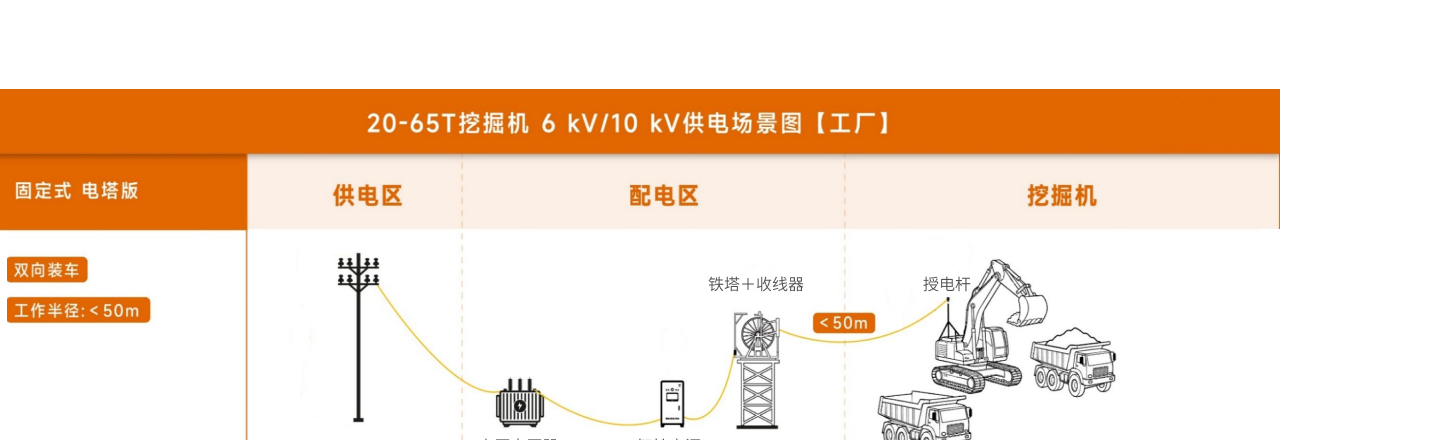 20-65T挖掘机 6 kV/10 kV供电场景图【工厂】
固定式 电塔版
供电区
配电区
挖掘机
双向装车
工作半径:<50m
铁塔＋收线器
授电杆
<50m